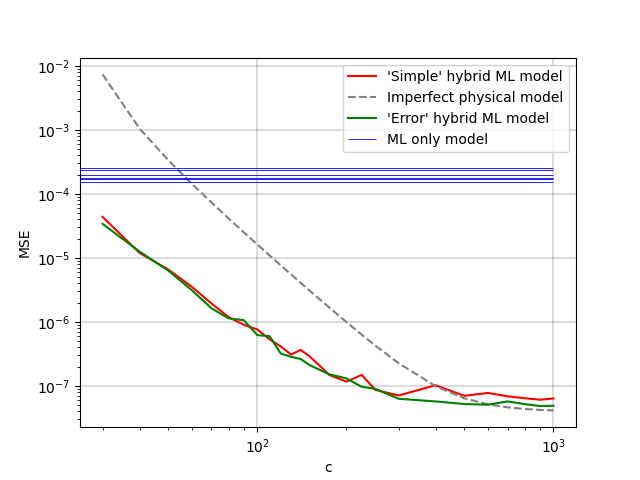 'Simple' hybrid ML model
Imperfect physical model
'Error' hybrid ML model
ML only model
MSE
10⁻²
10⁻³
10⁻⁴
10⁻⁵
10⁻⁶
10⁻⁷
10² 10³
c